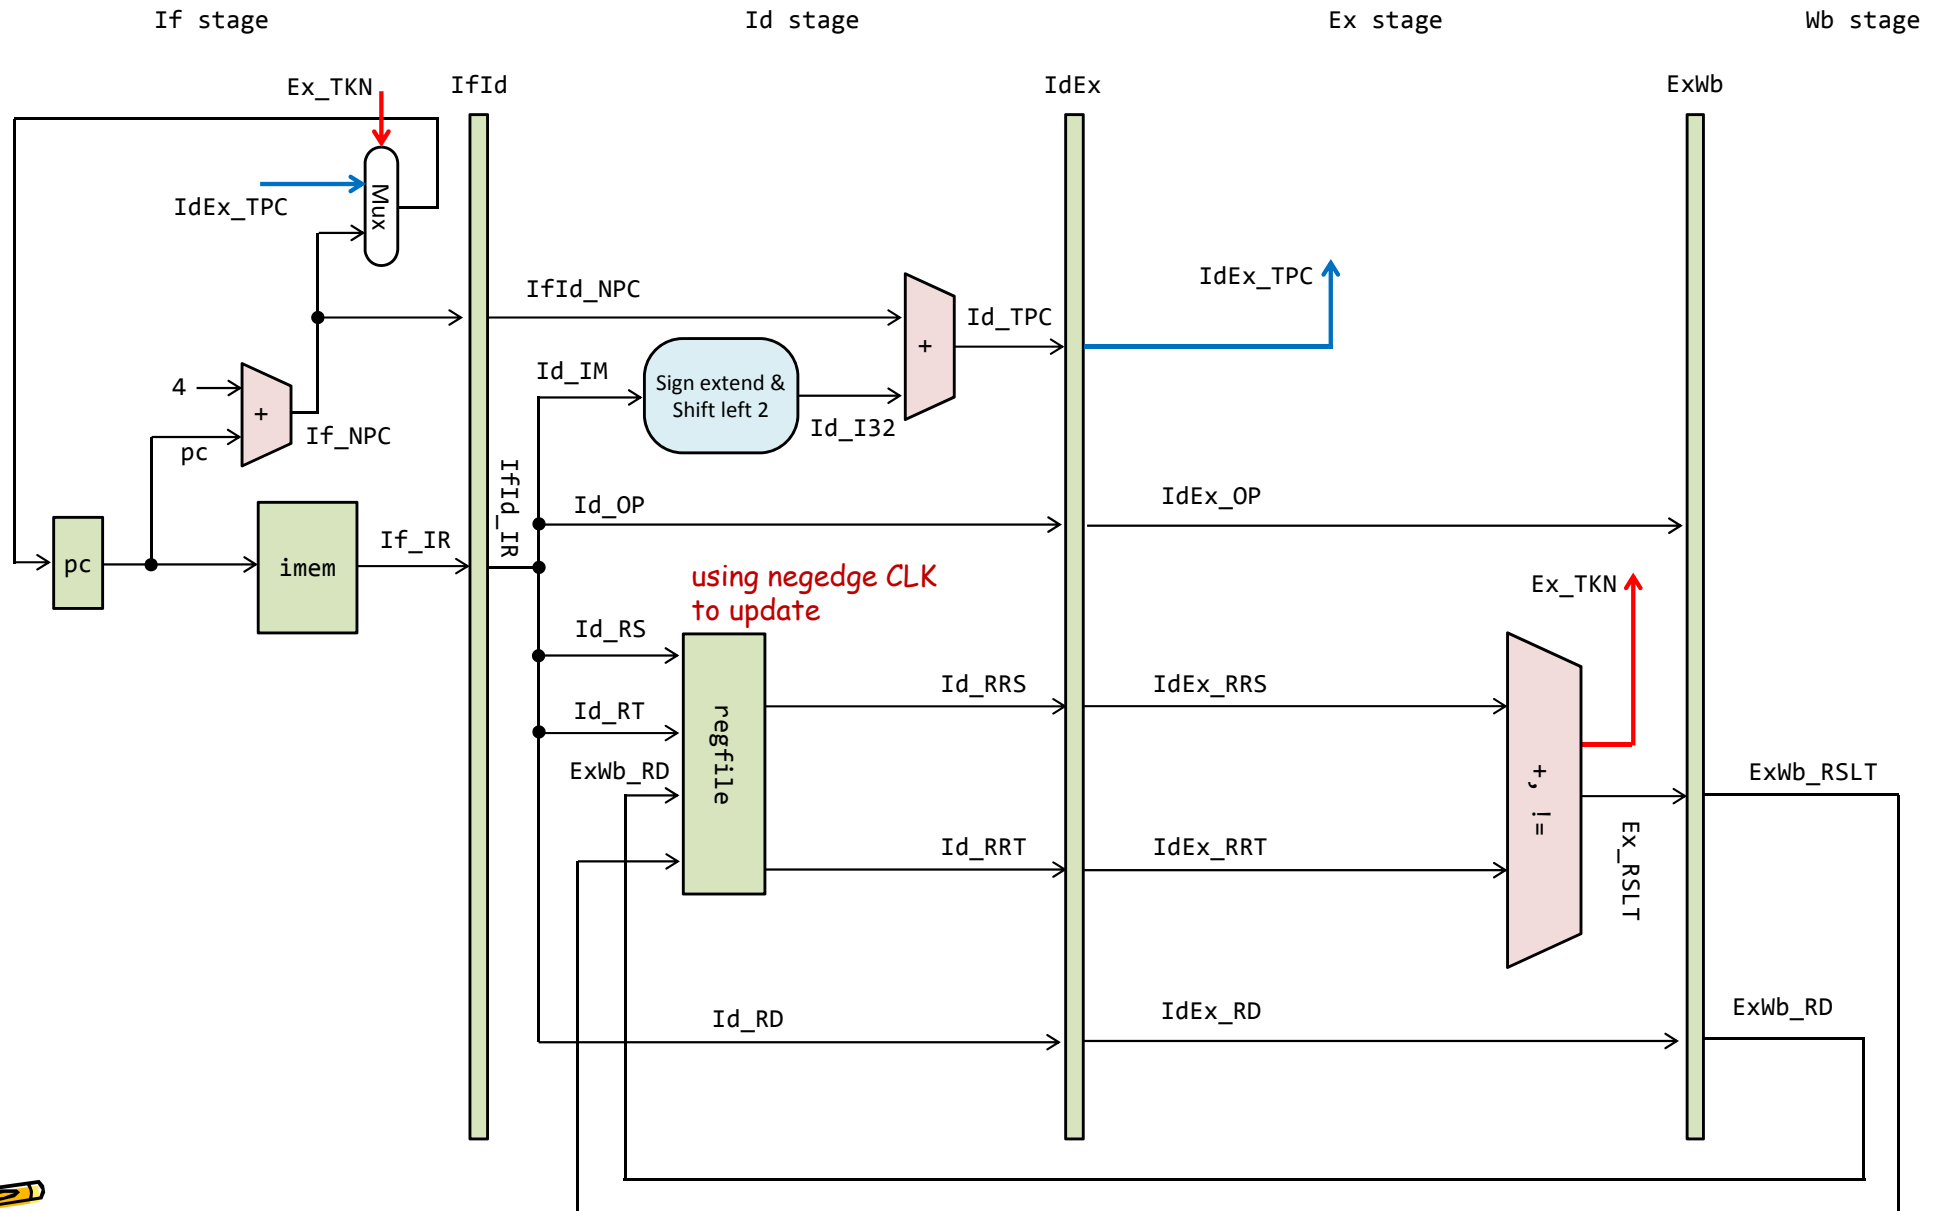 If stage
Id stage
Ex stage
Wb stage
Ex_TKN
IfId
IdEx
ExWb
Mux
IdEx_TPC
IfId_NPC
Id_TPC
IdEx_TPC
+
4
+
pc
If_NPC
Id_IM
Sign extend &
Shift left 2
Id_I32
IfId_IR
Id_OP
IdEx_OP
pc
imem
If_IR
using negedge CLK
to update
Ex_TKN
Id_RS
Id_RT
ExWb_RD
regfile
Id_RRS
IdEx_RRS
Id_RRT
IdEx_RRT
+, !=
Ex_RSLT
ExWb_RSLT
Id_RD
IdEx_RD
ExWb_RD